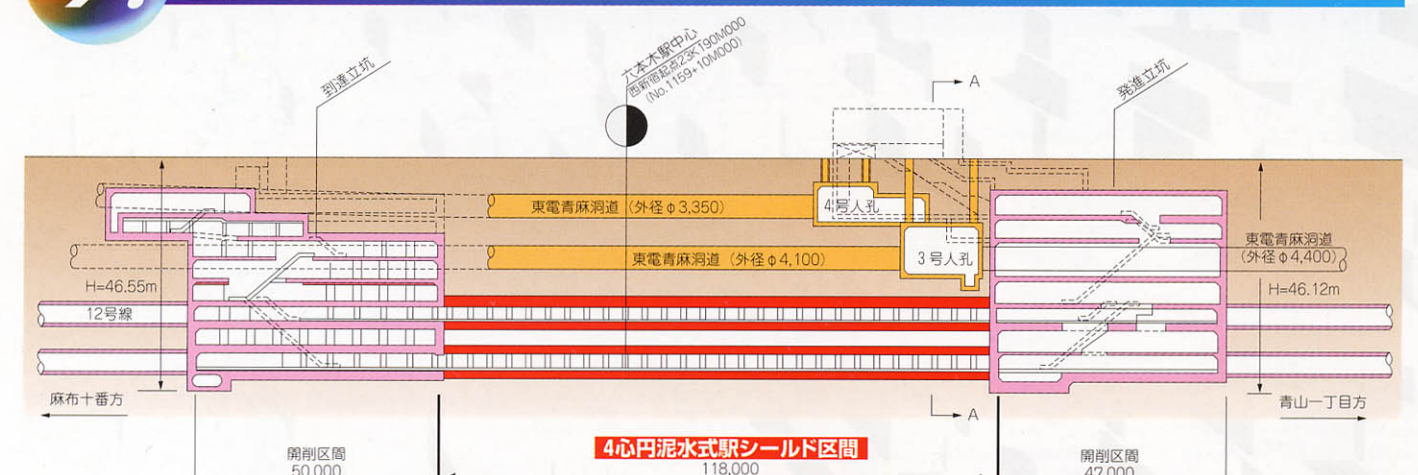 六本木駅中心
西新宿起点23K190M000
(No.1159+10M000)
到達立坑
A
発進立坑
東電青麻洞道(外径φ3,350)
4号人孔
東電青麻洞道(外径φ4,100)
3号人孔
東電青麻洞道
(外径φ4,400)
H=46.55m
H=46.12m
12号線
麻布十番方
A
青山一丁目方
開削区間
50,000
4心円泥水式駅シールド区間
118,000
開削区間
47,000